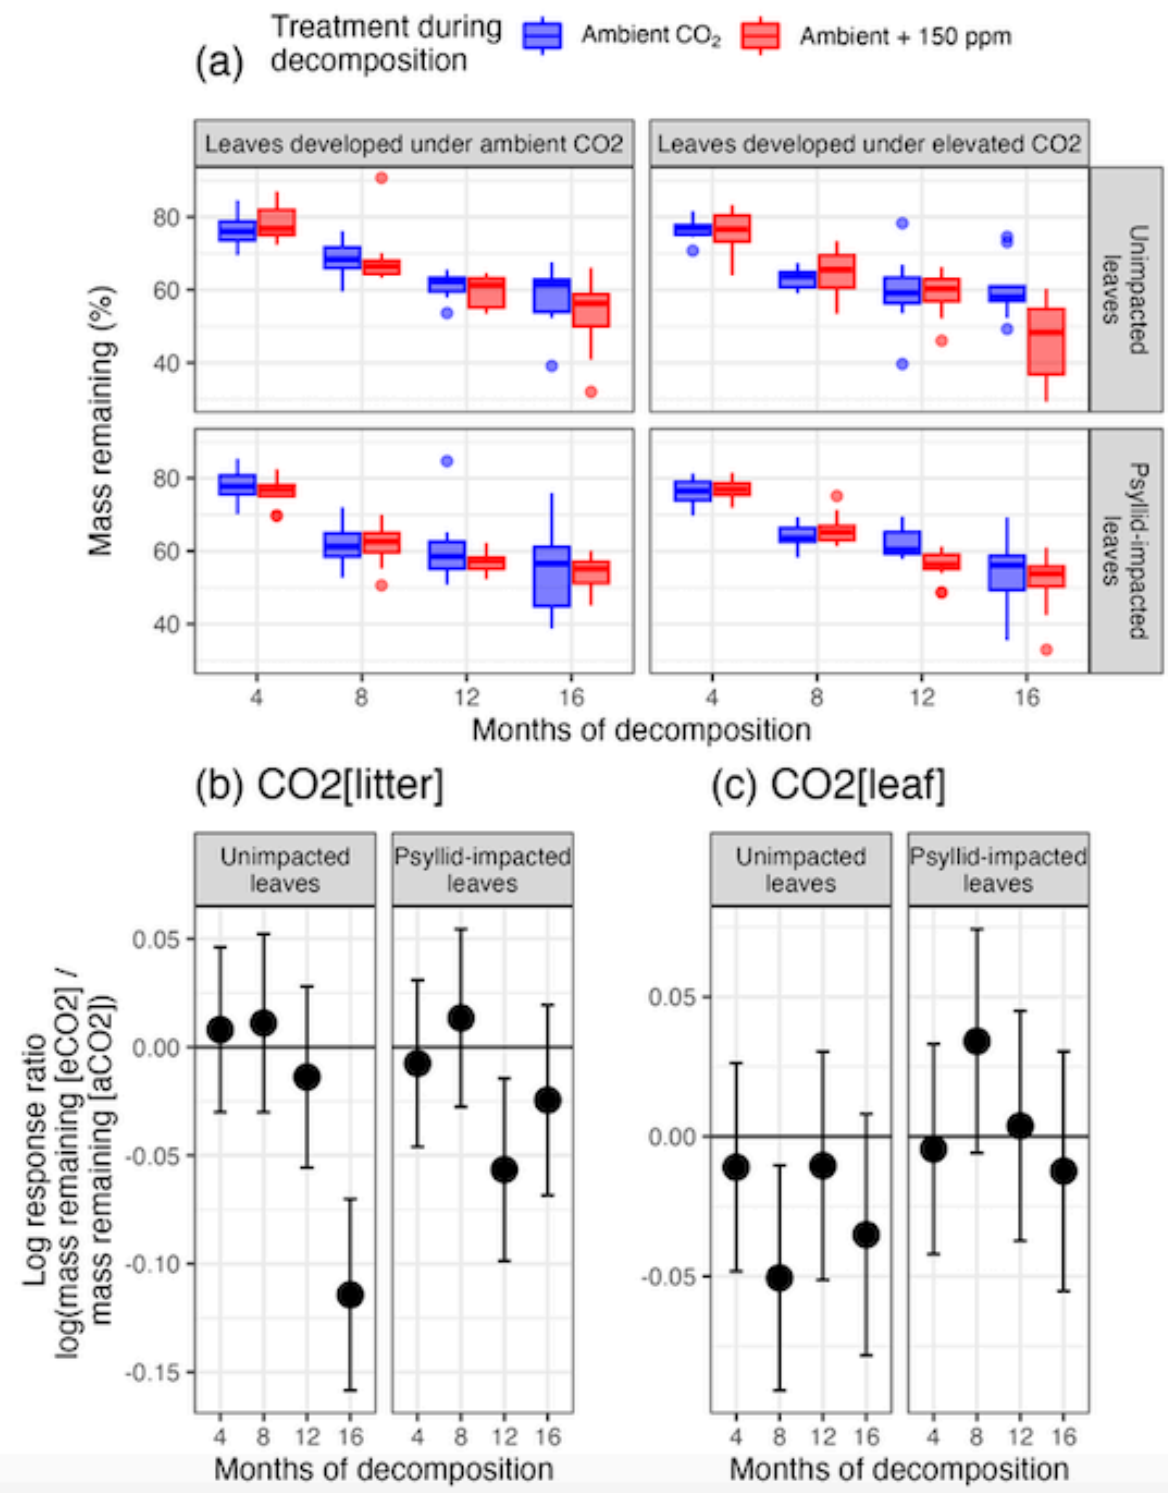 (a)
Treatment during
decomposition
Ambient CO₂
Ambient + 150 ppm
Leaves developed under ambient CO2
Leaves developed under elevated CO2
80
60
40
Unimpacted
leaves
80
60
40
Psyllid-impacted
leaves
Mass remaining (%)
4 8 12 16
4 8 12 16
Months of decomposition
(b) CO2[litter]
(c) CO2[leaf]
Unimpacted
leaves
Psyllid-impacted
leaves
Unimpacted
leaves
Psyllid-impacted
leaves
Log response ratio
log(mass remaining [eCO2] /
mass remaining [aCO2])
0.05
0.00
-0.05
-0.10
-0.15
0.05
0.00
-0.05
4 8 12 16
4 8 12 16
4 8 12 16
4 8 12 16
Months of decomposition
Months of decomposition